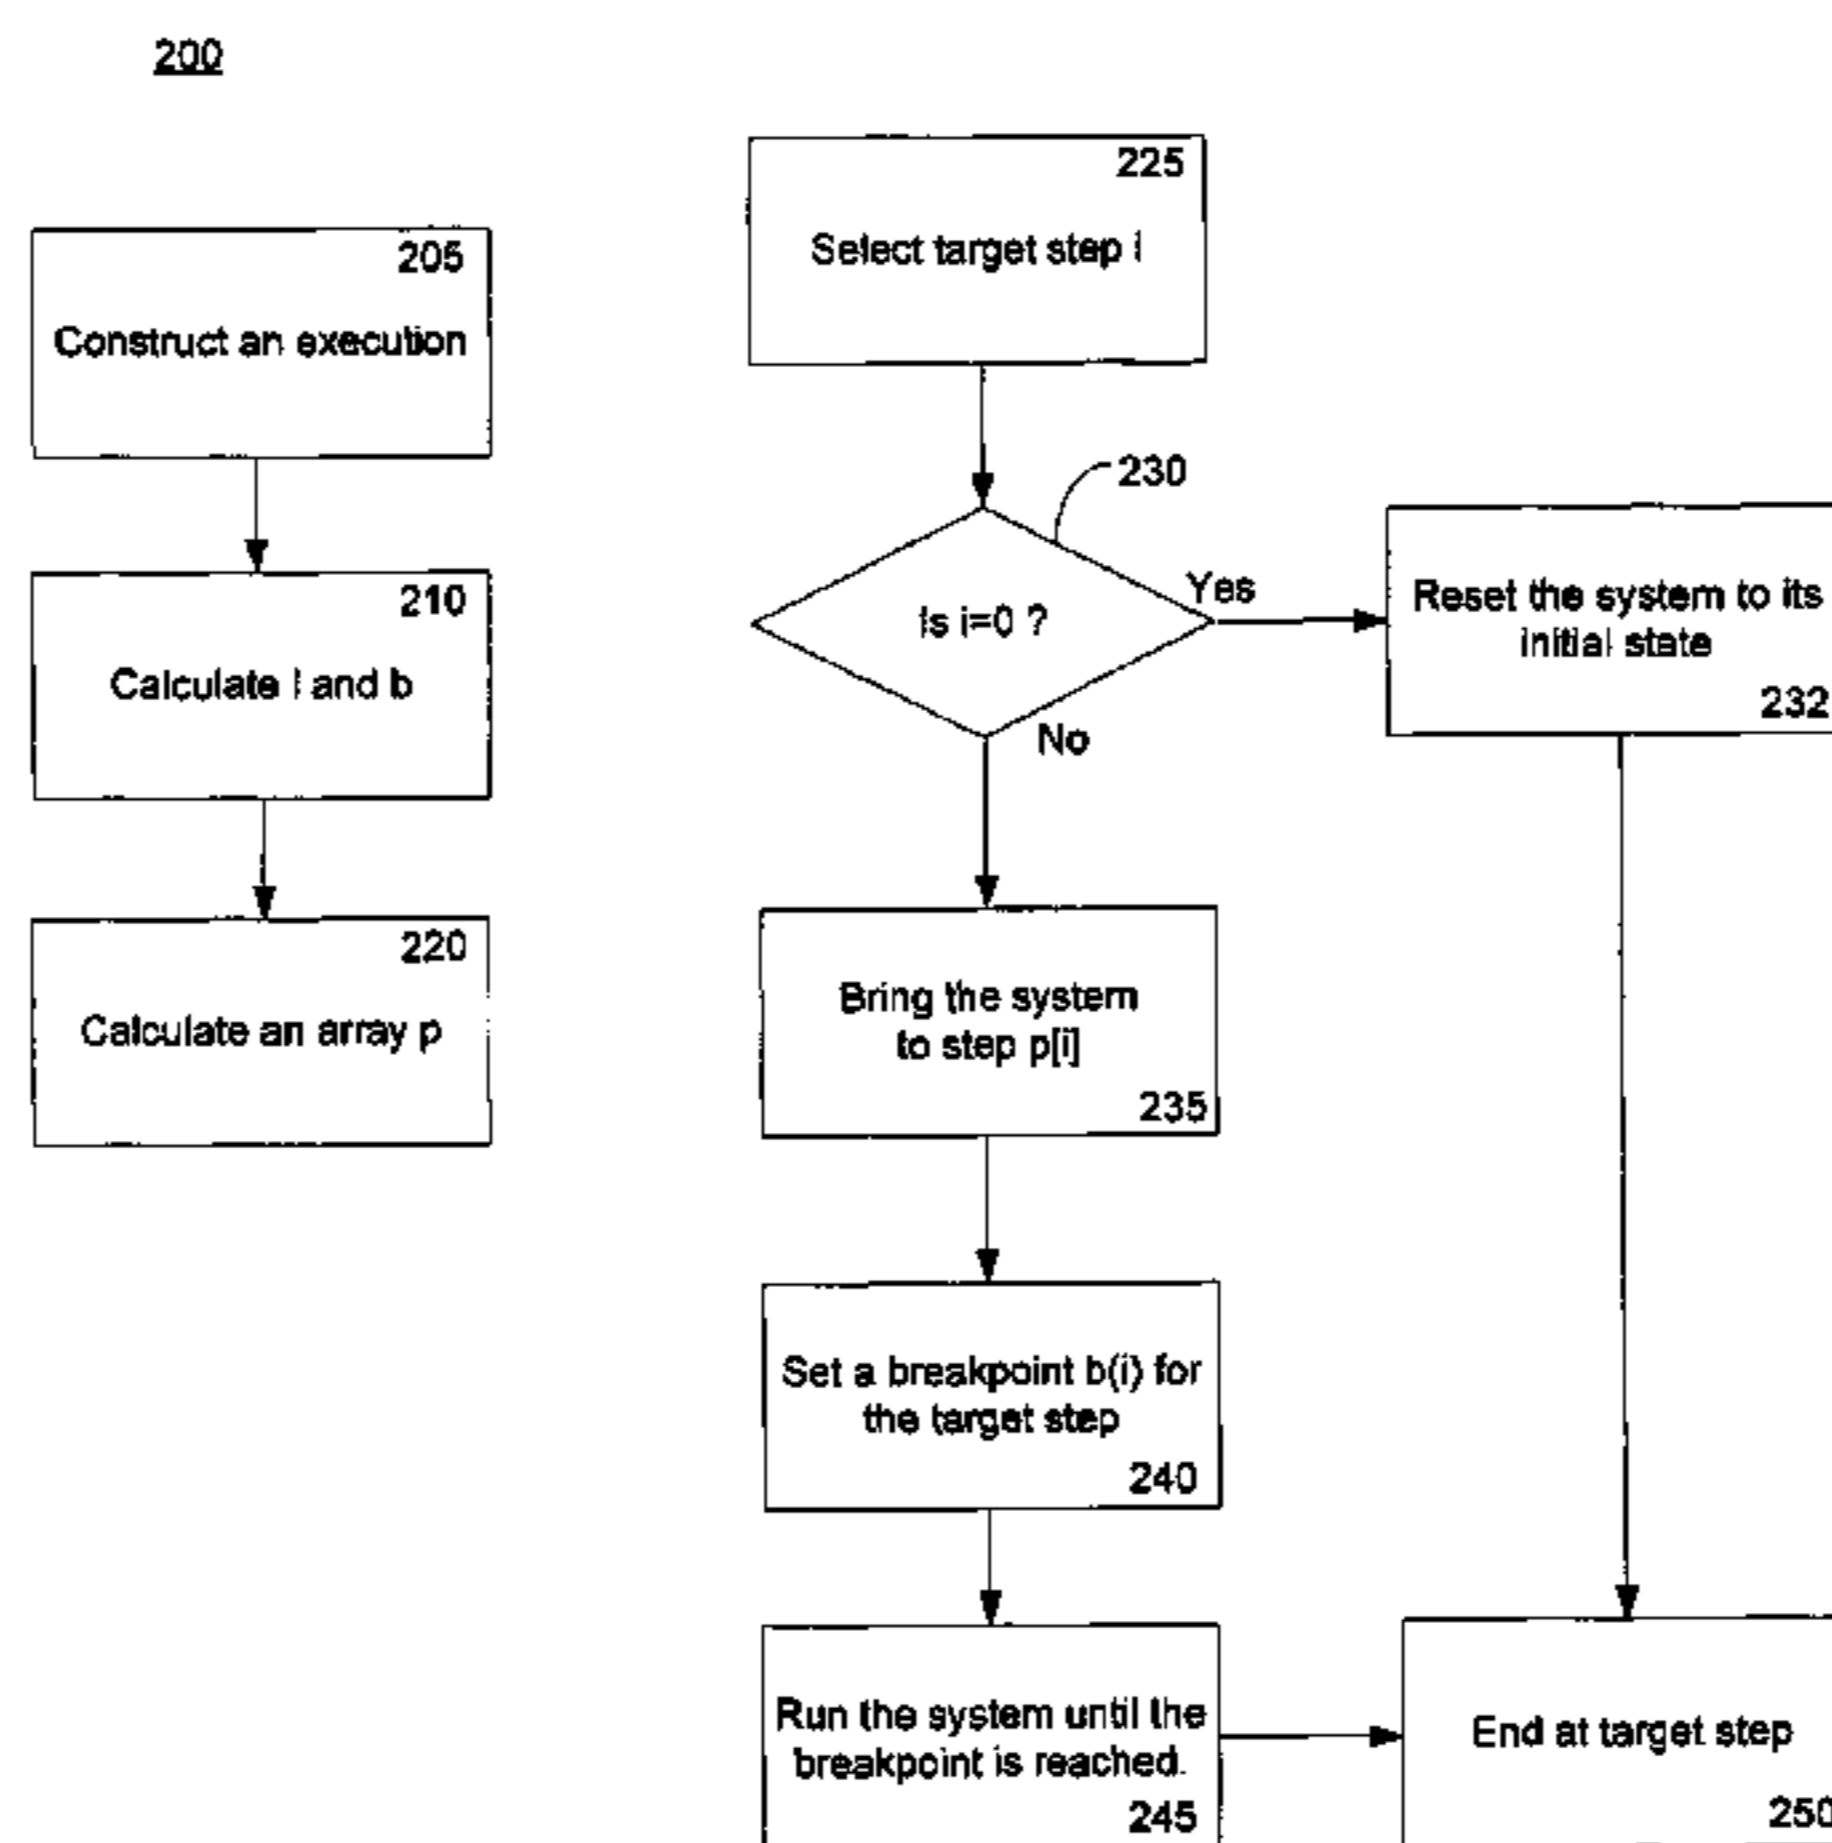 200
205
Construct an execution
210
Calculate l and b
220
Calculate an array p
225
Select target step i
230
Is i=0 ?
Yes
No
Reset the system to its
initial state
232
Bring the system
to step p[i]
235
Set a breakpoint b(i) for
the target step
240
Run the system until the
breakpoint is reached.
245
End at target step
250